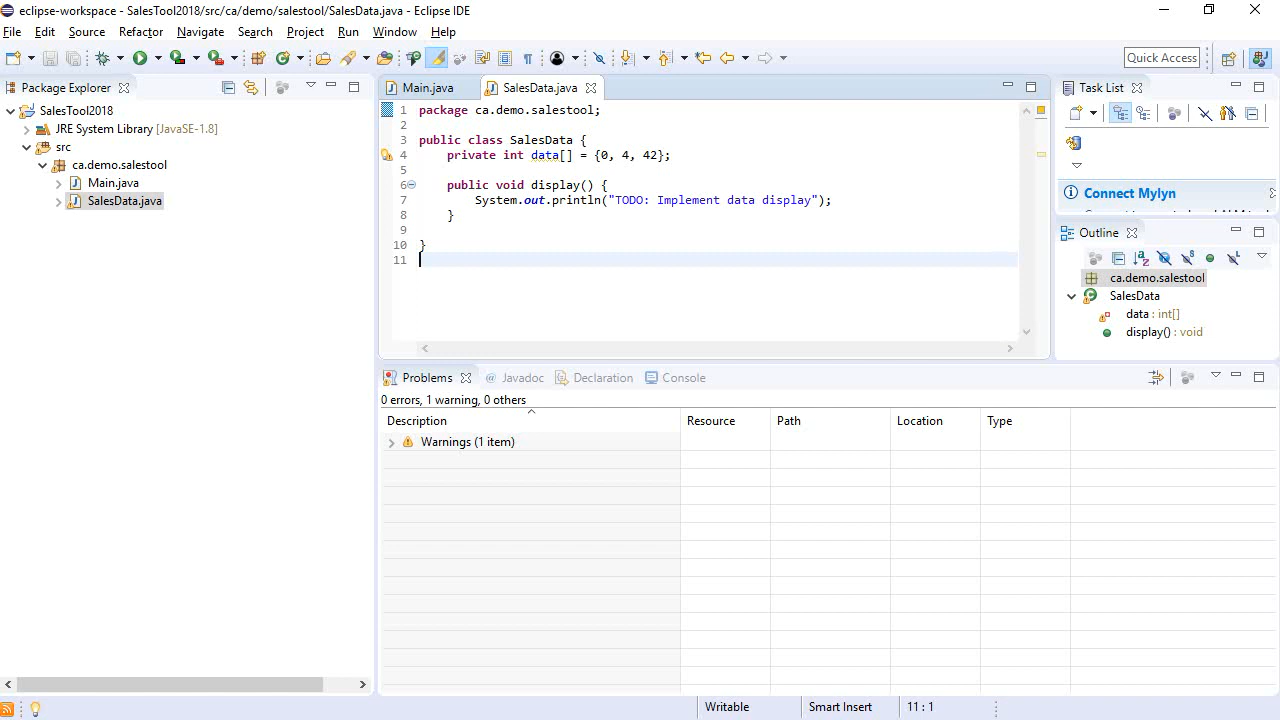 eclipse-workspace - SalesTool2018/src/ca/demo/salestool/SalesData.java - Eclipse IDE
File Edit Source Refactor Navigate Search Project Run Window Help
Quick Access
Package Explorer
SalesTool2018
JRE System Library [JavaSE-1.8]
src
ca.demo.salestool
Main.java
SalesData.java
Main.java SalesData.java
1 package ca.demo.salestool;
2
3 public class SalesData {
4 private int data[] = {0, 4, 42};
5
6 public void display() {
7 System.out.println("TODO: Implement data display");
8 }
9
10 }
11
Task List
Connect Mylyn
Outline
ca.demo.salestool
SalesData
data : int[]
display() : void
Problems @ Javadoc Declaration Console
0 errors, 1 warning, 0 others
Description Resource Path Location Type
Warnings (1 item)
Writable Smart Insert 11 : 1